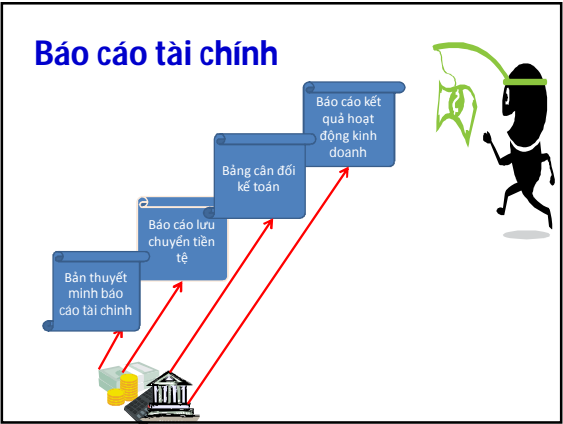 Báo cáo tài chính
Báo cáo kết
quả hoạt
động kinh
doanh
Bảng cân đối
kế toán
Báo cáo lưu
chuyển tiền
tệ
Bản thuyết
minh báo
cáo tài chinh